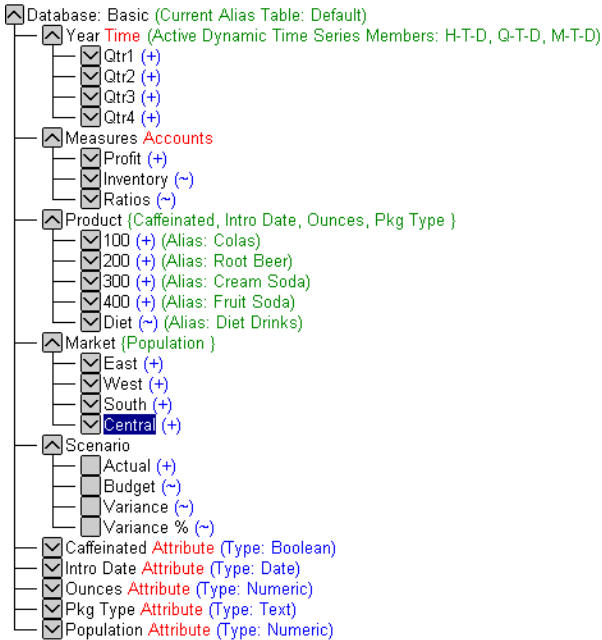 Database: Basic (Current Alias Table: Default)
Year Time (Active Dynamic Time Series Members: H-T-D, Q-T-D, M-T-D)
Qtr1 (+)
Qtr2 (+)
Qtr3 (+)
Qtr4 (+)
Measures Accounts
Profit (+)
Inventory (~)
Ratios (~)
Product {Caffeinated, Intro Date, Ounces, Pkg Type }
100 (+) (Alias: Colas)
200 (+) (Alias: Root Beer)
300 (+) (Alias: Cream Soda)
400 (+) (Alias: Fruit Soda)
Diet (~) (Alias: Diet Drinks)
Market {Population }
East (+)
West (+)
South (+)
Central (+)
Scenario
Actual (+)
Budget (~)
Variance (~)
Variance % (~)
Caffeinated Attribute (Type: Boolean)
Intro Date Attribute (Type: Date)
Ounces Attribute (Type: Numeric)
Pkg Type Attribute (Type: Text)
Population Attribute (Type: Numeric)